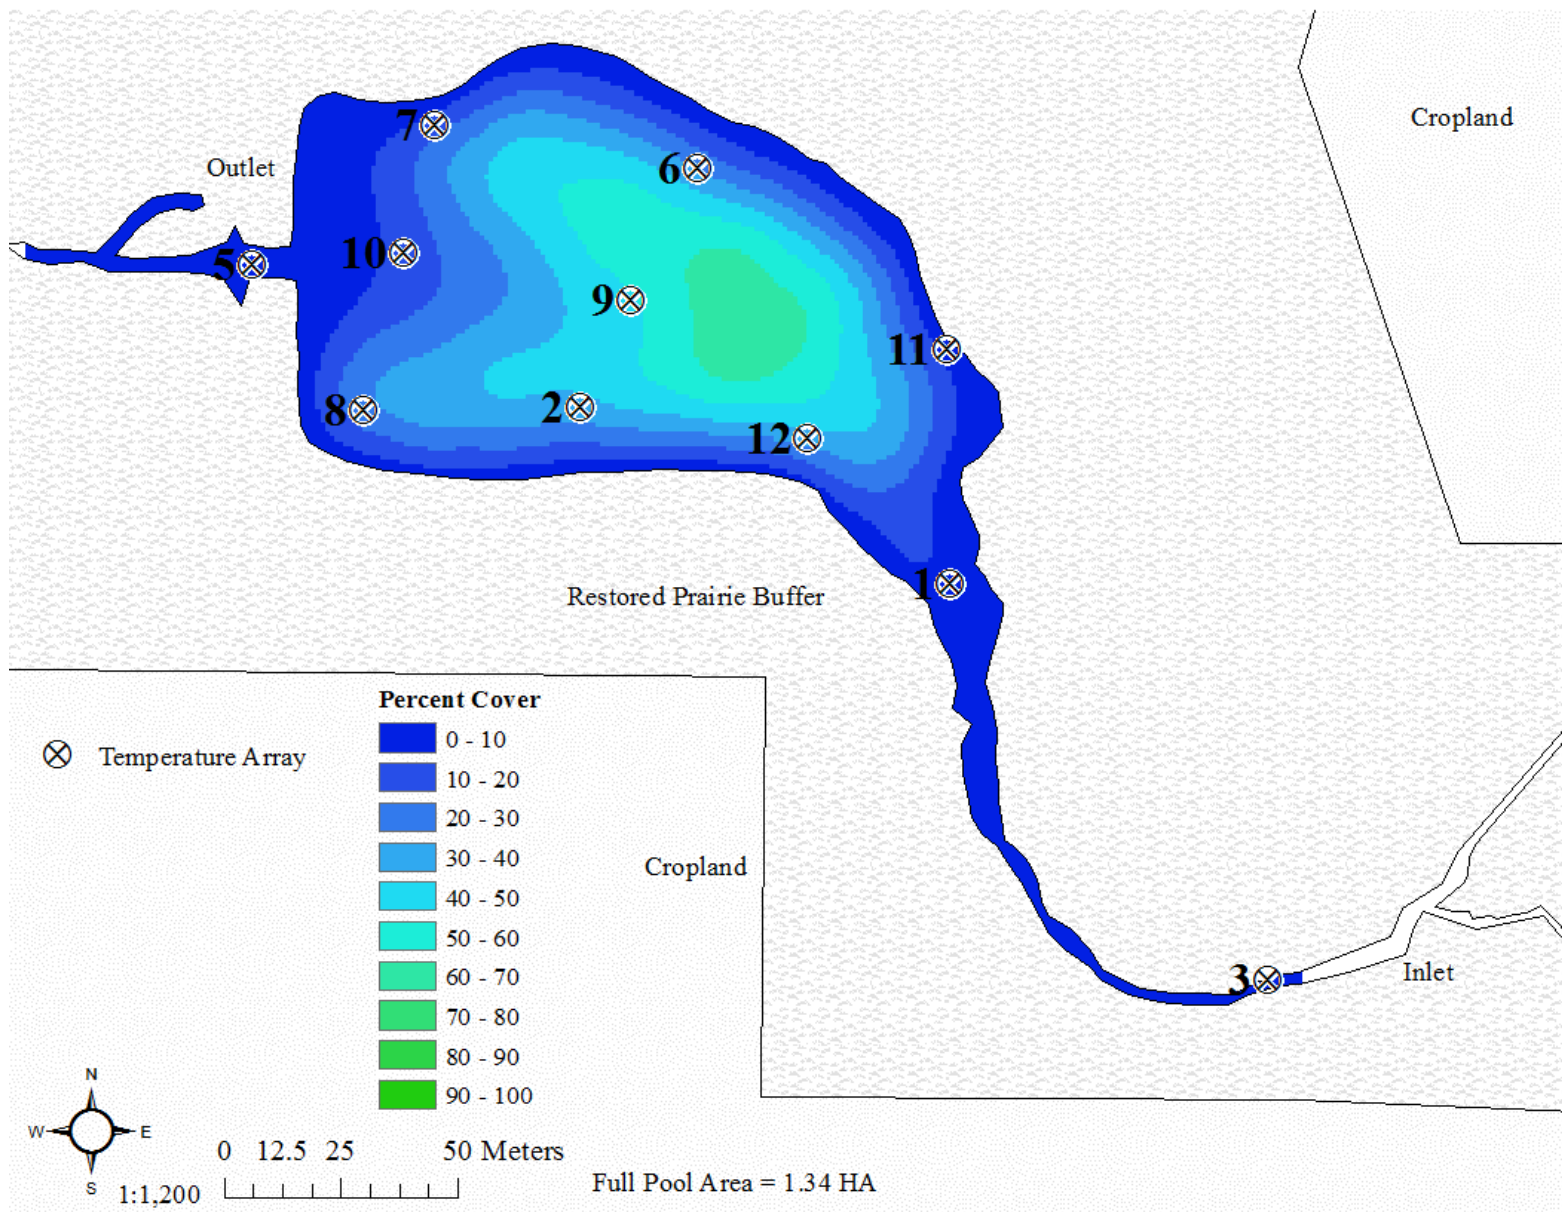 Cropland
7
6
Outlet
10
5
9
11
8
2
12
1
Restored Prairie Buffer
Percent Cover
0 - 10
10 - 20
20 - 30
30 - 40
40 - 50
50 - 60
60 - 70
70 - 80
80 - 90
90 - 100
Temperature Array
Cropland
3
Inlet
N
W E
S
0 12.5 25 50 Meters
1:1,200
Full Pool Area = 1.34 HA